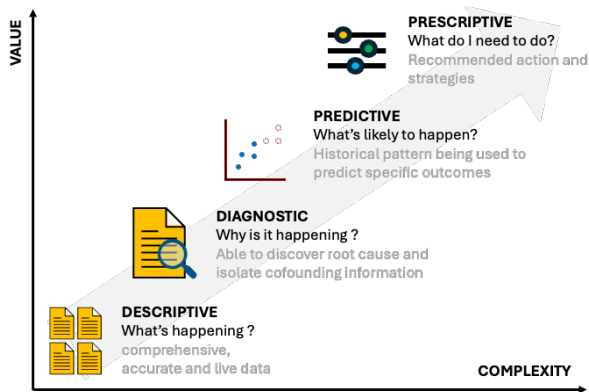 VALUE
PRESCRIPTIVE
What do I need to do?
Recommended action and
strategies
PREDICTIVE
What's likely to happen?
Historical pattern being used to
predict specific outcomes
DIAGNOSTIC
Why is it happening ?
Able to discover root cause and
isolate cofounding information
DESCRIPTIVE
What's happening ?
comprehensive,
accurate and live data
COMPLEXITY